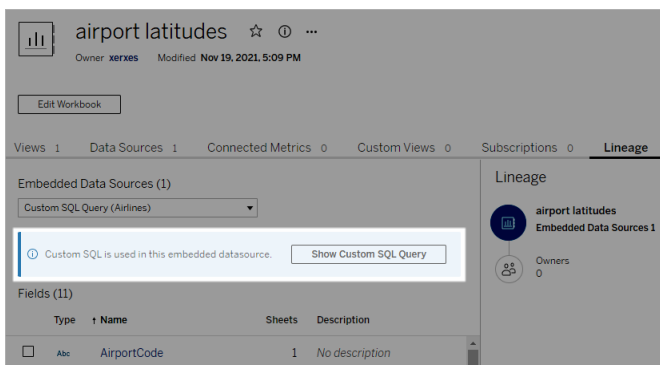 airport latitudes
Owner xerxes Modified Nov 19, 2021, 5:09 PM
Edit Workbook
Views 1 Data Sources 1 Connected Metrics 0 Custom Views 0 Subscriptions 0 Lineage
Embedded Data Sources (1)
Custom SQL Query (Airlines)
Custom SQL is used in this embedded datasource. Show Custom SQL Query
Fields (11)
Type ↑ Name Sheets Description
Abc AirportCode 1 No description
Lineage
airport latitudes
Embedded Data Sources 1
Owners
0